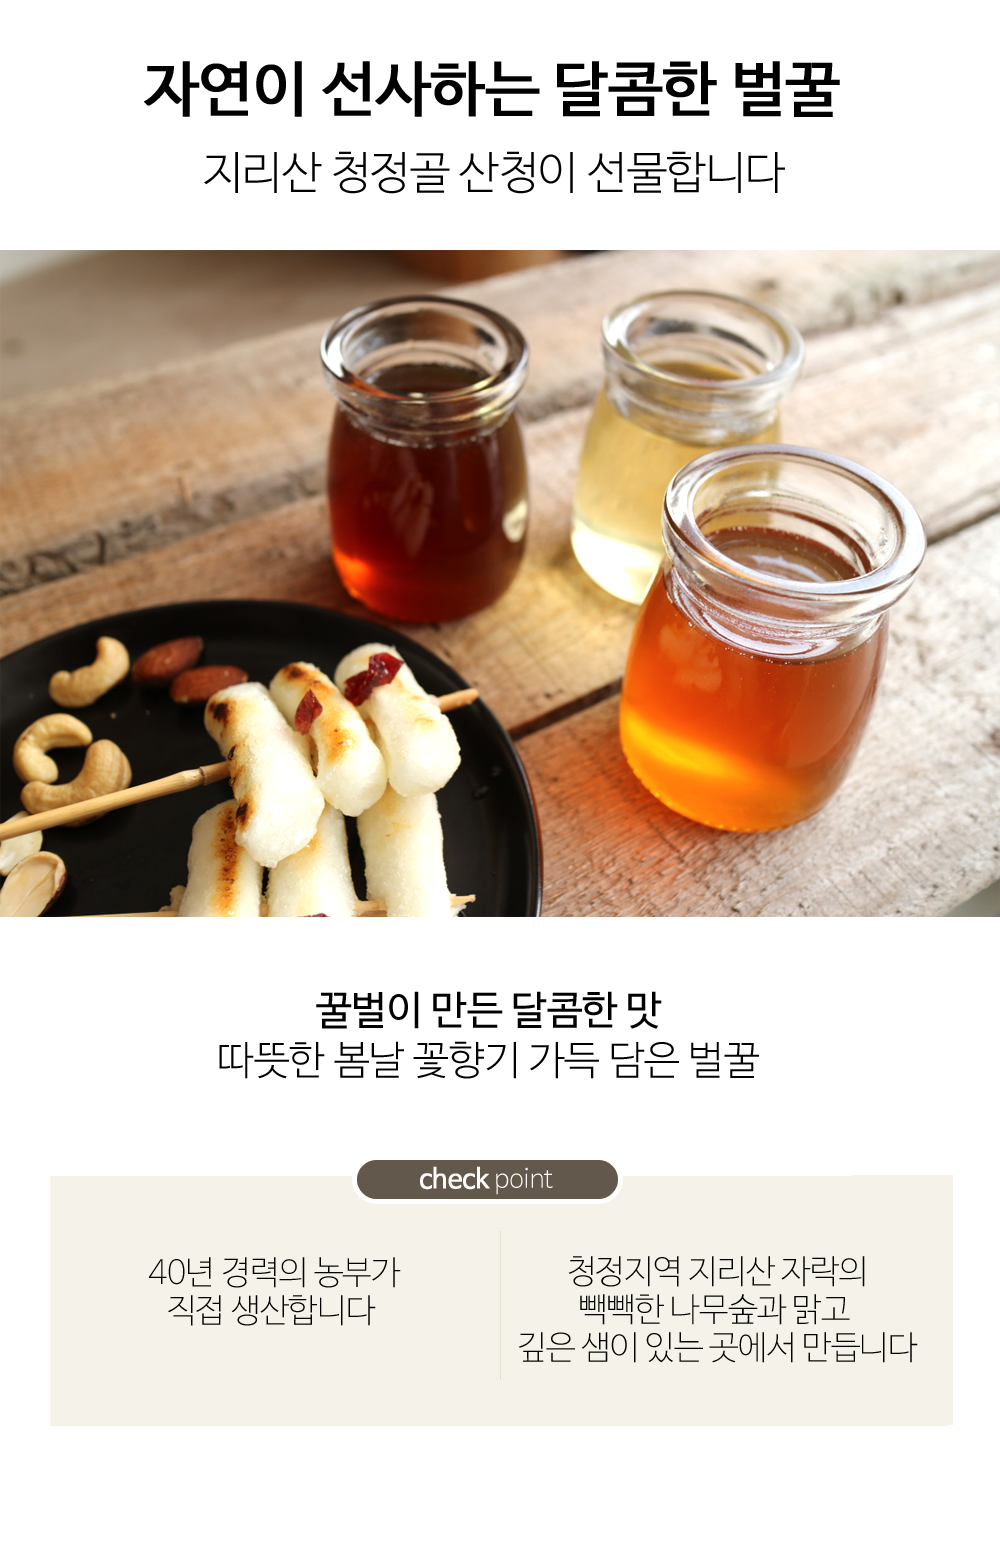 자연이 선사하는 달콤한 벌꿀
지리산 청정골 산청이 선물합니다
꿀벌이 만든 달콤한 맛
따뜻한 봄날 꽃향기 가득 담은 벌꿀
check point
40년 경력의 농부가
직접 생산합니다
청정지역 지리산 자락의
빽빽한 나무숲과 맑고
깊은 샘이 있는 곳에서 만듭니다